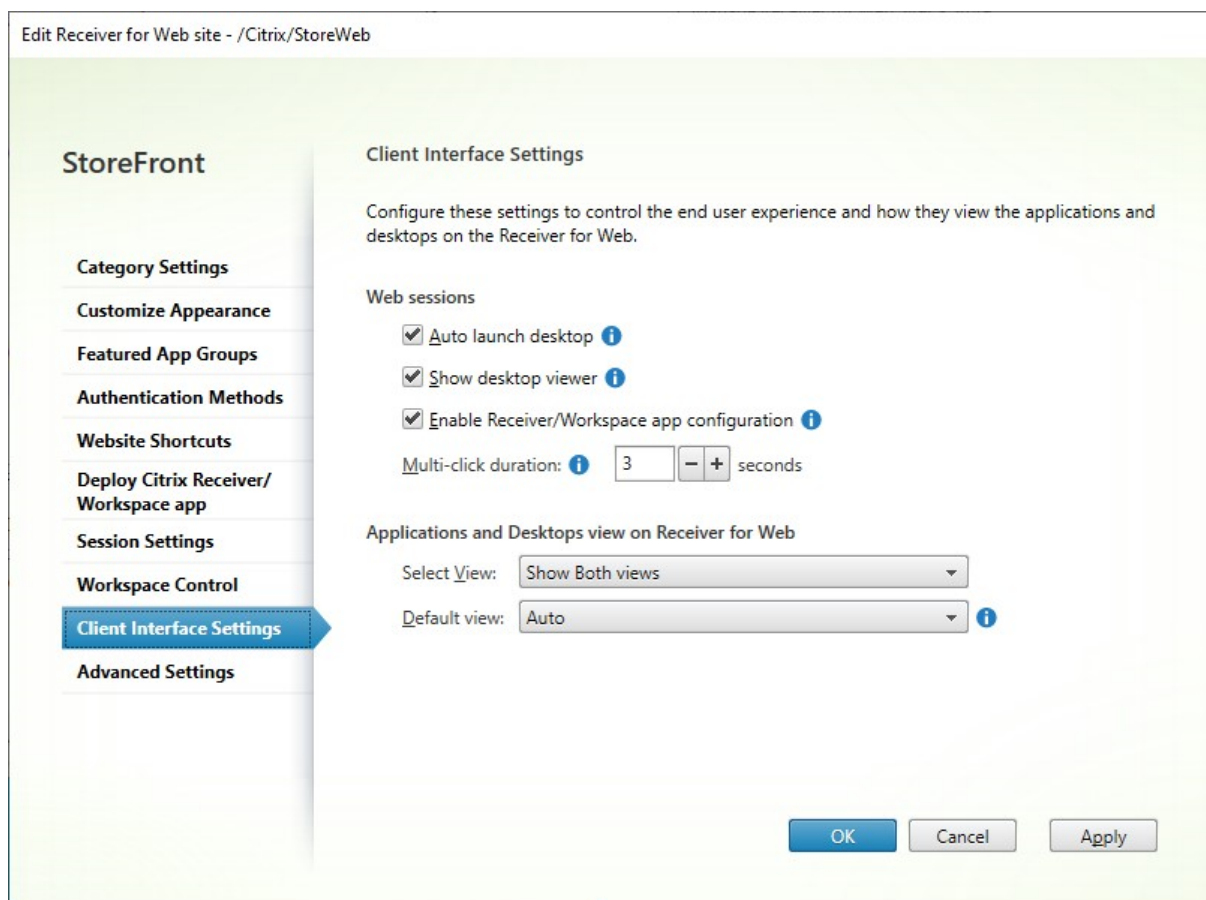 Edit Receiver for Web site - /Citrix/StoreWeb
StoreFront
Category Settings
Customize Appearance
Featured App Groups
Authentication Methods
Website Shortcuts
Deploy Citrix Receiver/
Workspace app
Session Settings
Workspace Control
Client Interface Settings
Advanced Settings
Client Interface Settings
Configure these settings to control the end user experience and how they view the applications and
desktops on the Receiver for Web.
Web sessions
Auto launch desktop
Show desktop viewer
Enable Receiver/Workspace app configuration
Multi-click duration: 3 seconds
Applications and Desktops view on Receiver for Web
Select View: Show Both views
Default view: Auto
OK Cancel Apply